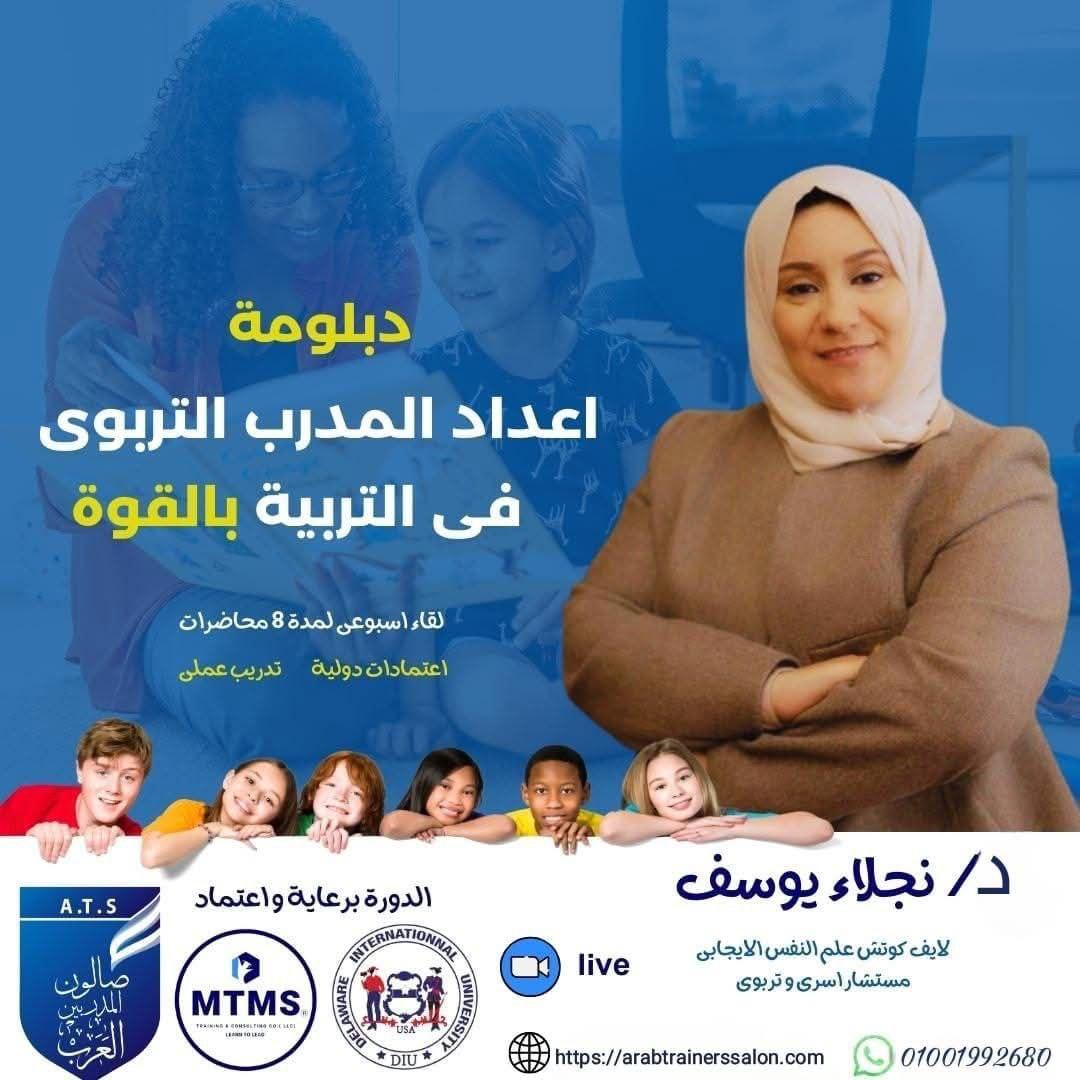 دبلومة
اعداد المدرب التربوى
فى التربية بالقوة
لقاء اسبوعى لمدة 8 محاضرات
اعتمادات دولية تدريب عملى
د/ نجلاء يوسف
لايف كوتش علم النفس الايجابى
مستشار اسرى و تربوى
الدورة برعاية و اعتماد
A.T.S
صالون
المدربين
العرب
MTMS
TRAINING & CONSULTING CO.( LLC)
LEARN TO LEAD
DELAWARE INTERNATIONNAL UNIVERSITY
USA
DIU
live
https://arabtrainerssalon.com
01001992680